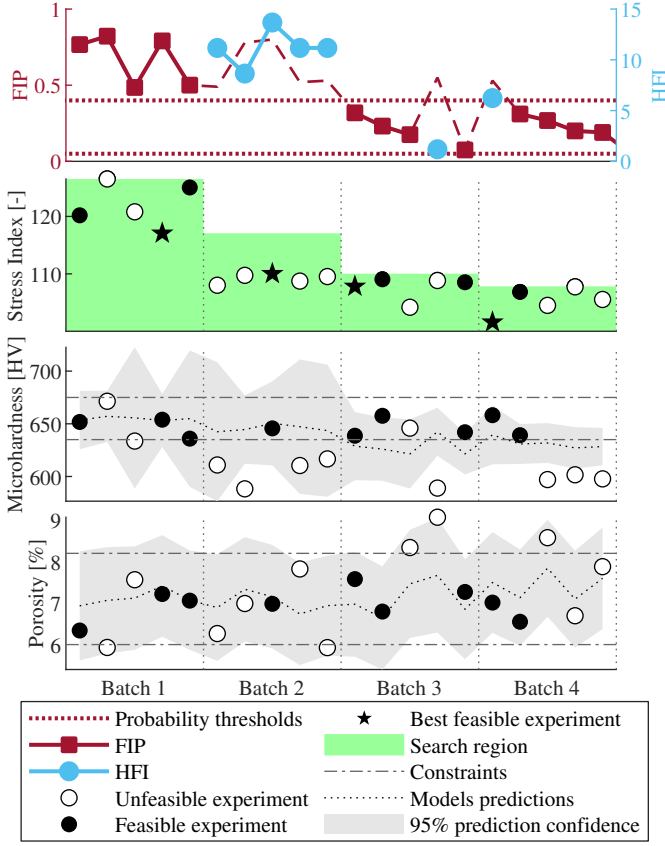 1
0.5
0
FIP
15
10
5
0
HFI
120
110
Stress Index [-]
700
650
600
Microhardness [HV]
9
8
7
6
Porosity [%]
Batch 1 Batch 2 Batch 3 Batch 4
Probability thresholds
FIP
HFI
Unfeasible experiment
Feasible experiment
Best feasible experiment
Search region
Constraints
Models predictions
95% prediction confidence